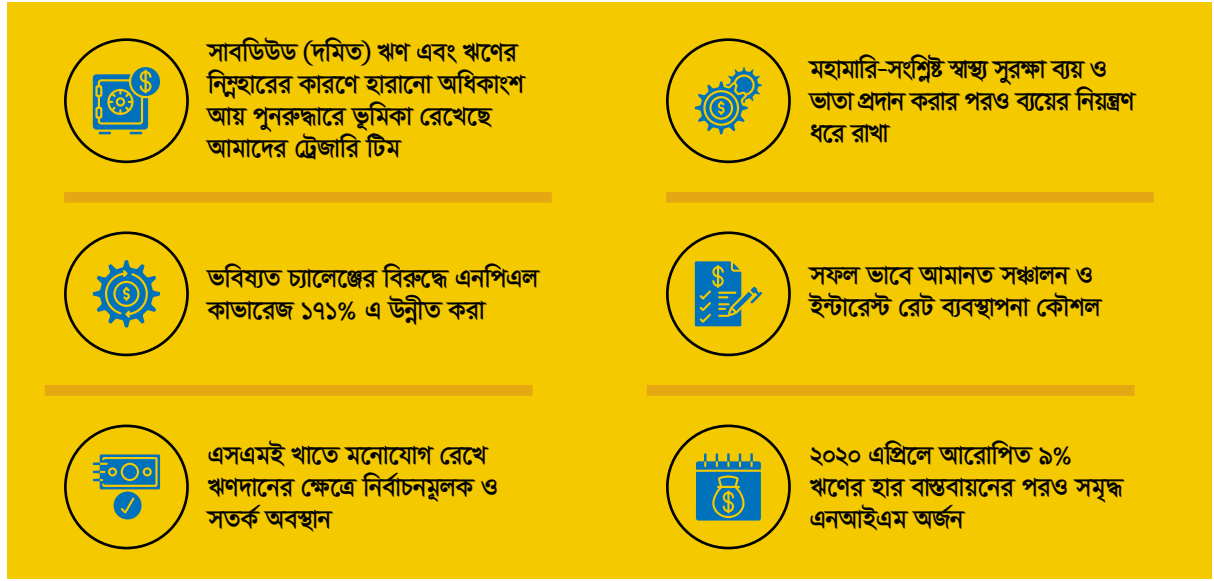 সাবডিউড (দমিত) ঋণ এবং ঋণের
নিম্নহারের কারণে হারানো অধিকাংশ
আয় পুনরুদ্ধারে ভূমিকা রেখেছে
আমাদের ট্রেজারি টিম
মহামারি-সংশ্লিষ্ট স্বাস্থ্য সুরক্ষা ব্যয় ও
ভাতা প্রদান করার পরও ব্যয়ের নিয়ন্ত্রণ
ধরে রাখা
ভবিষ্যত চ্যালেঞ্জের বিরুদ্ধে এনপিএল
কাভারেজ ১৭১% এ উন্নীত করা
সফল ভাবে আমানত সঞ্চালন ও
ইন্টারেস্ট রেট ব্যবস্থাপনা কৌশল
এসএমই খাতে মনোযোগ রেখে
ঋণদানের ক্ষেত্রে নির্বাচনমূলক ও
সতর্ক অবস্থান
২০২০ এপ্রিলে আরোপিত ৯%
ঋণের হার বাস্তবায়নের পরও সমৃদ্ধ
এনআইএম অর্জন